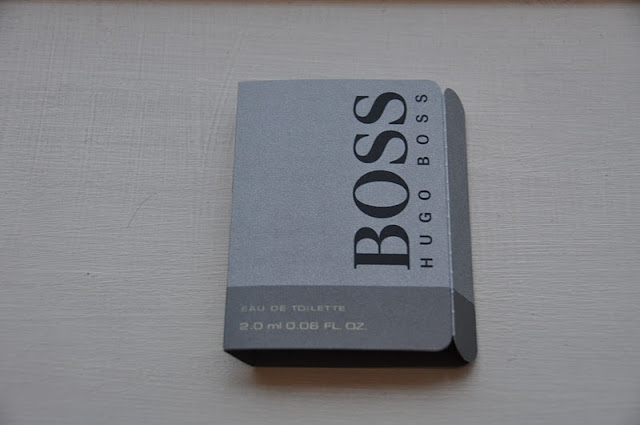 BOSS
HUGO BOSS
EAU DE TOILETTE
2.0 ml 0.06 FL. OZ.